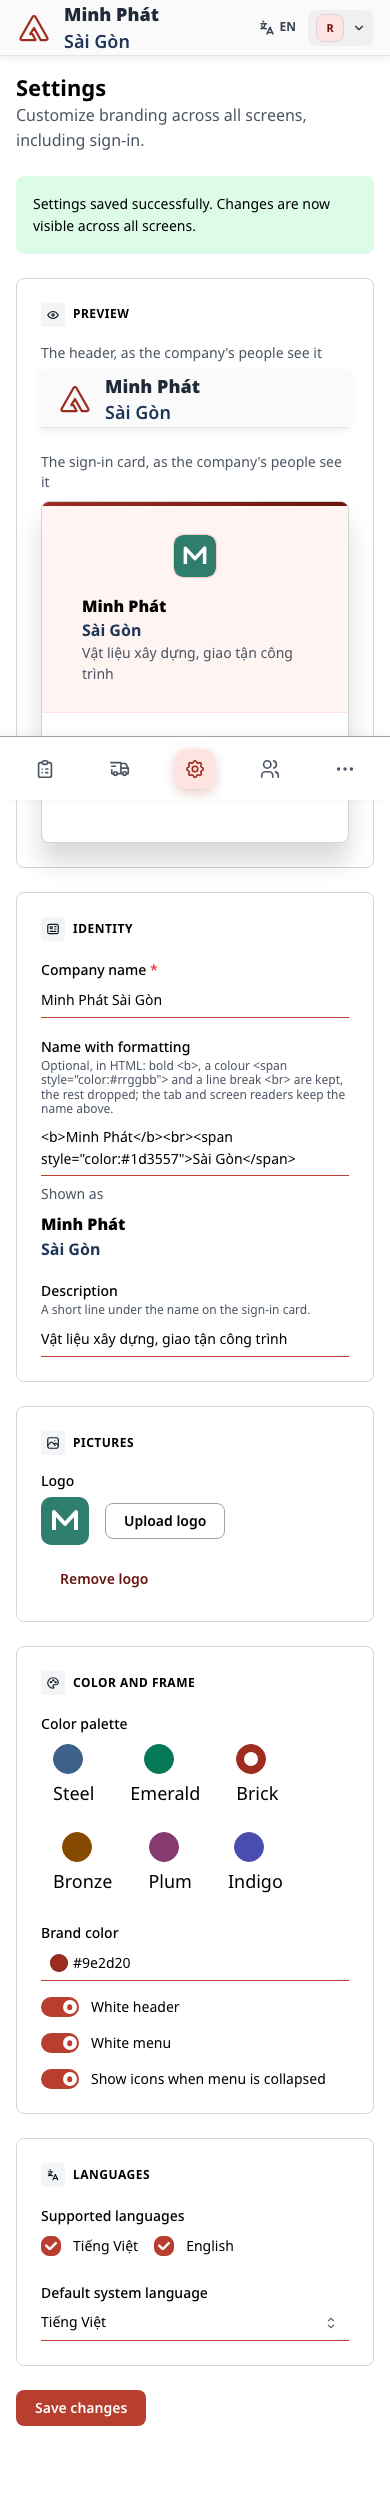 Minh Phát
Sài Gòn
EN
R
Settings
Customize branding across all screens,
including sign-in.
Settings saved successfully. Changes are now
visible across all screens.
PREVIEW
The header, as the company's people see it
Minh Phát
Sài Gòn
The sign-in card, as the company's people see
it
M
Minh Phát
Sài Gòn
Vật liệu xây dựng, giao tận công
trình
IDENTITY
Company name *
Minh Phát Sài Gòn
Name with formatting
Optional, in HTML: bold <b>, a colour <span
style="color:#rrggbb"> and a line break <br> are kept,
the rest dropped; the tab and screen readers keep the
name above.
<b>Minh Phát</b><br><span
style="color:#1d3557">Sài Gòn</span>
Shown as
Minh Phát
Sài Gòn
Description
A short line under the name on the sign-in card.
Vật liệu xây dựng, giao tận công trình
PICTURES
Logo
M
Upload logo
Remove logo
COLOR AND FRAME
Color palette
Steel
Emerald
Brick
Bronze
Plum
Indigo
Brand color
#9e2d20
White header
White menu
Show icons when menu is collapsed
LANGUAGES
Supported languages
Tiếng Việt
English
Default system language
Tiếng Việt
Save changes